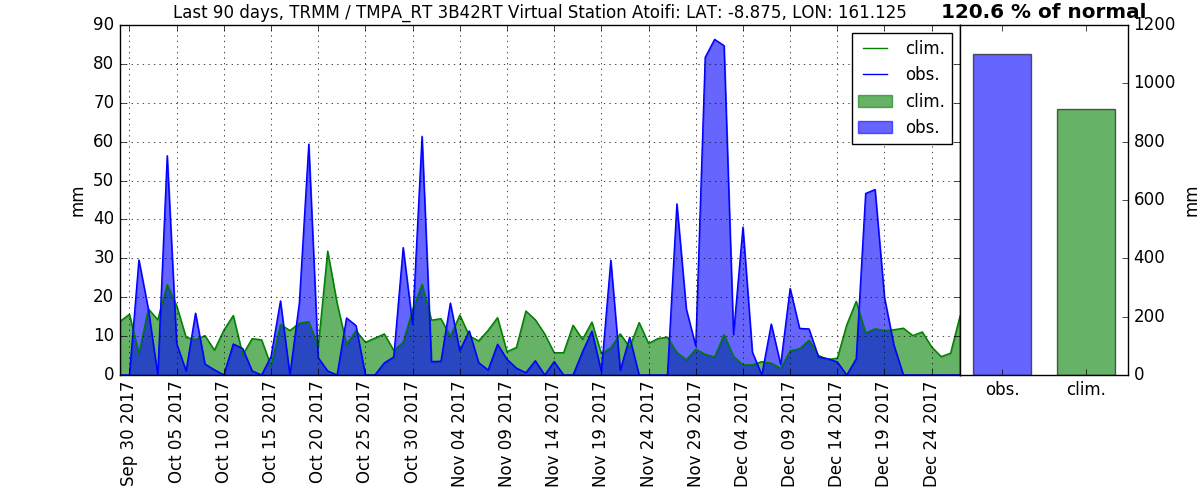 Last 90 days, TRMM / TMPA_RT 3B42RT Virtual Station Atoifi: LAT: -8.875, LON: 161.125
120.6 % of normal
90
80
70
60
50
40
30
20
10
0
mm
clim.
obs.
clim.
obs.
Sep 30 2017
Oct 05 2017
Oct 10 2017
Oct 15 2017
Oct 20 2017
Oct 25 2017
Oct 30 2017
Nov 04 2017
Nov 09 2017
Nov 14 2017
Nov 19 2017
Nov 24 2017
Nov 29 2017
Dec 04 2017
Dec 09 2017
Dec 14 2017
Dec 19 2017
Dec 24 2017
1200
1000
800
600
400
200
0
mm
obs.
clim.